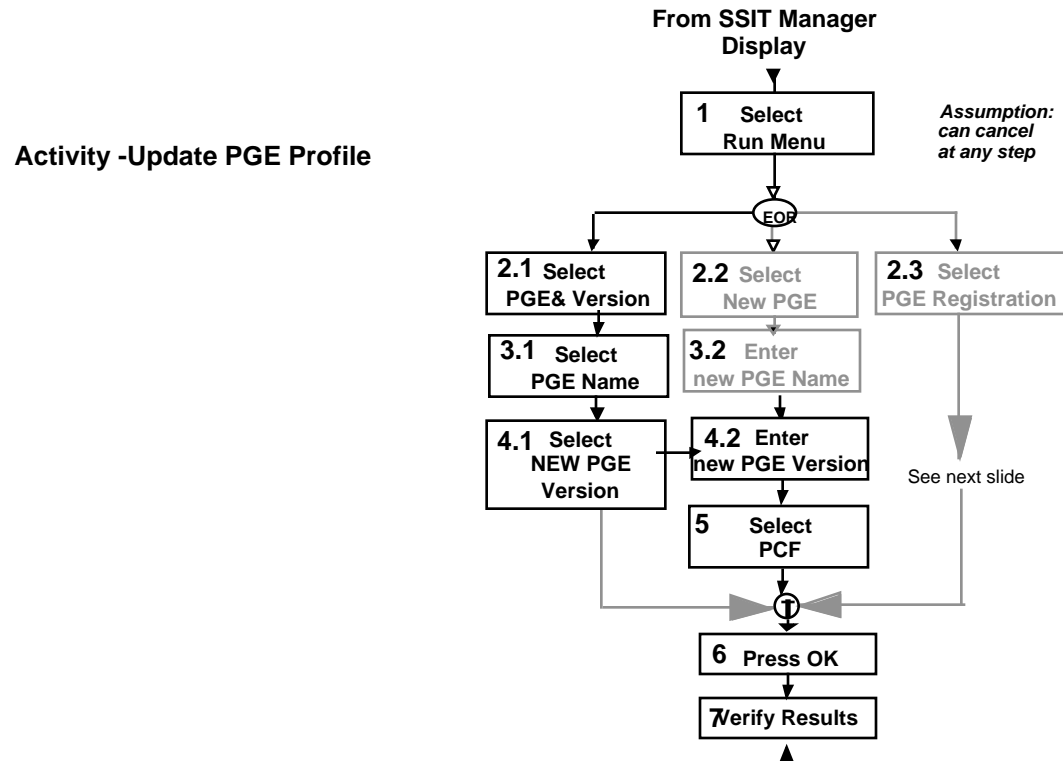 From SSIT Manager
Display
1 Select
Run Menu
Assumption:
can cancel
at any step
Activity -Update PGE Profile
EOR
2.1 Select
PGE& Version
2.2 Select
New PGE
2.3 Select
PGE Registration
3.1 Select
PGE Name
3.2 Enter
new PGE Name
4.1 Select
NEW PGE
Version
4.2 Enter
new PGE Version
See next slide
5 Select
PCF
T
6 Press OK
7 Verify Results